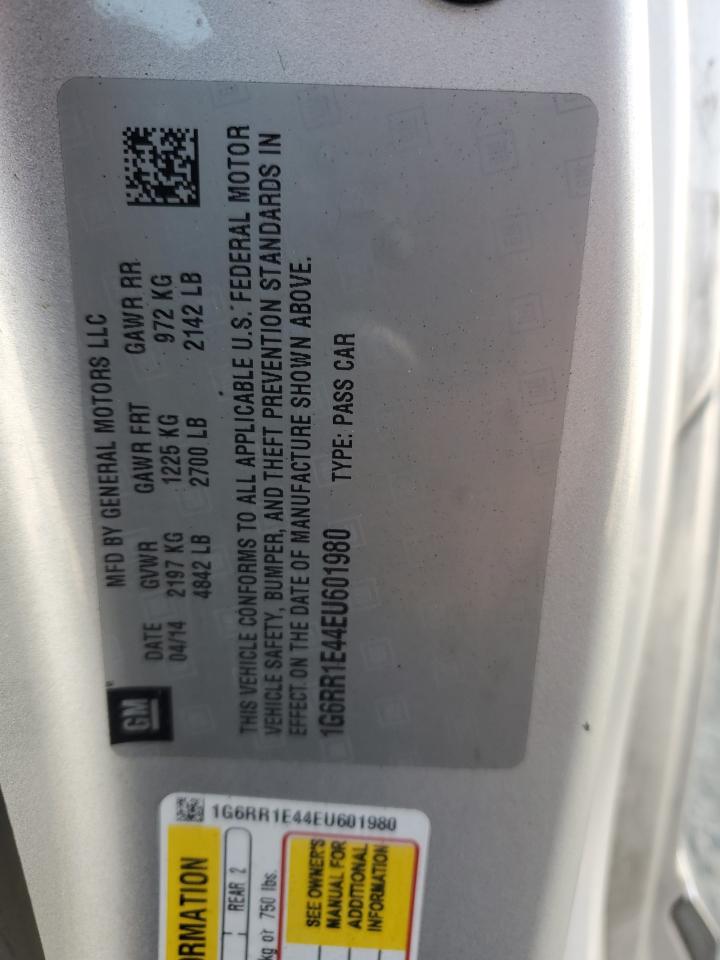 GM
MFD BY GENERAL MOTORS LLC
DATE GVWR GAWR FRT GAWR RR
04/14 2197 KG 1225 KG 972 KG
4842 LB 2700 LB 2142 LB
THIS VEHICLE CONFORMS TO ALL APPLICABLE U.S. FEDERAL MOTOR
VEHICLE SAFETY, BUMPER, AND THEFT PREVENTION STANDARDS IN
EFFECT ON THE DATE OF MANUFACTURE SHOWN ABOVE.
1G6RR1E44EU601980 TYPE: PASS CAR
1G6RR1E44EU601980
RMATION
REAR 2
kg or 750 lbs.
SEE OWNER'S
MANUAL FOR
ADDITIONAL
INFORMATION